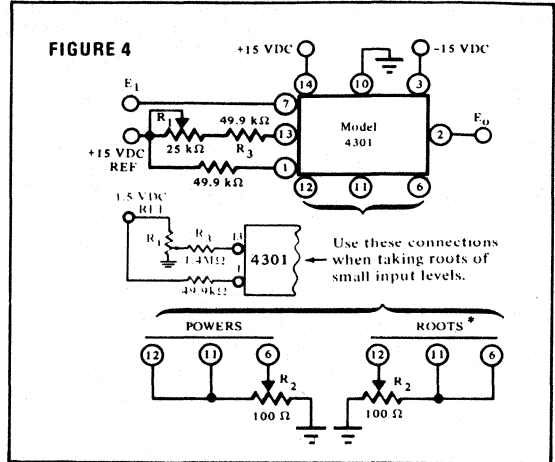 FIGURE 4
+15 VDC
-15 VDC
14
10
3
E1
7
R1
49.9 kΩ
13
Model
4301
2
Eo
+15 VDC
REF
25 kΩ
R3
1
49.9 kΩ
12
11
6
1.5 VDC
REF
R1
R3
13
1.4MΩ
4301
1
49.9kΩ
Use these connections
when taking roots of
small input levels.
POWERS
ROOTS *
12
11
6
12
11
6
R2
100 Ω
R2
100 Ω